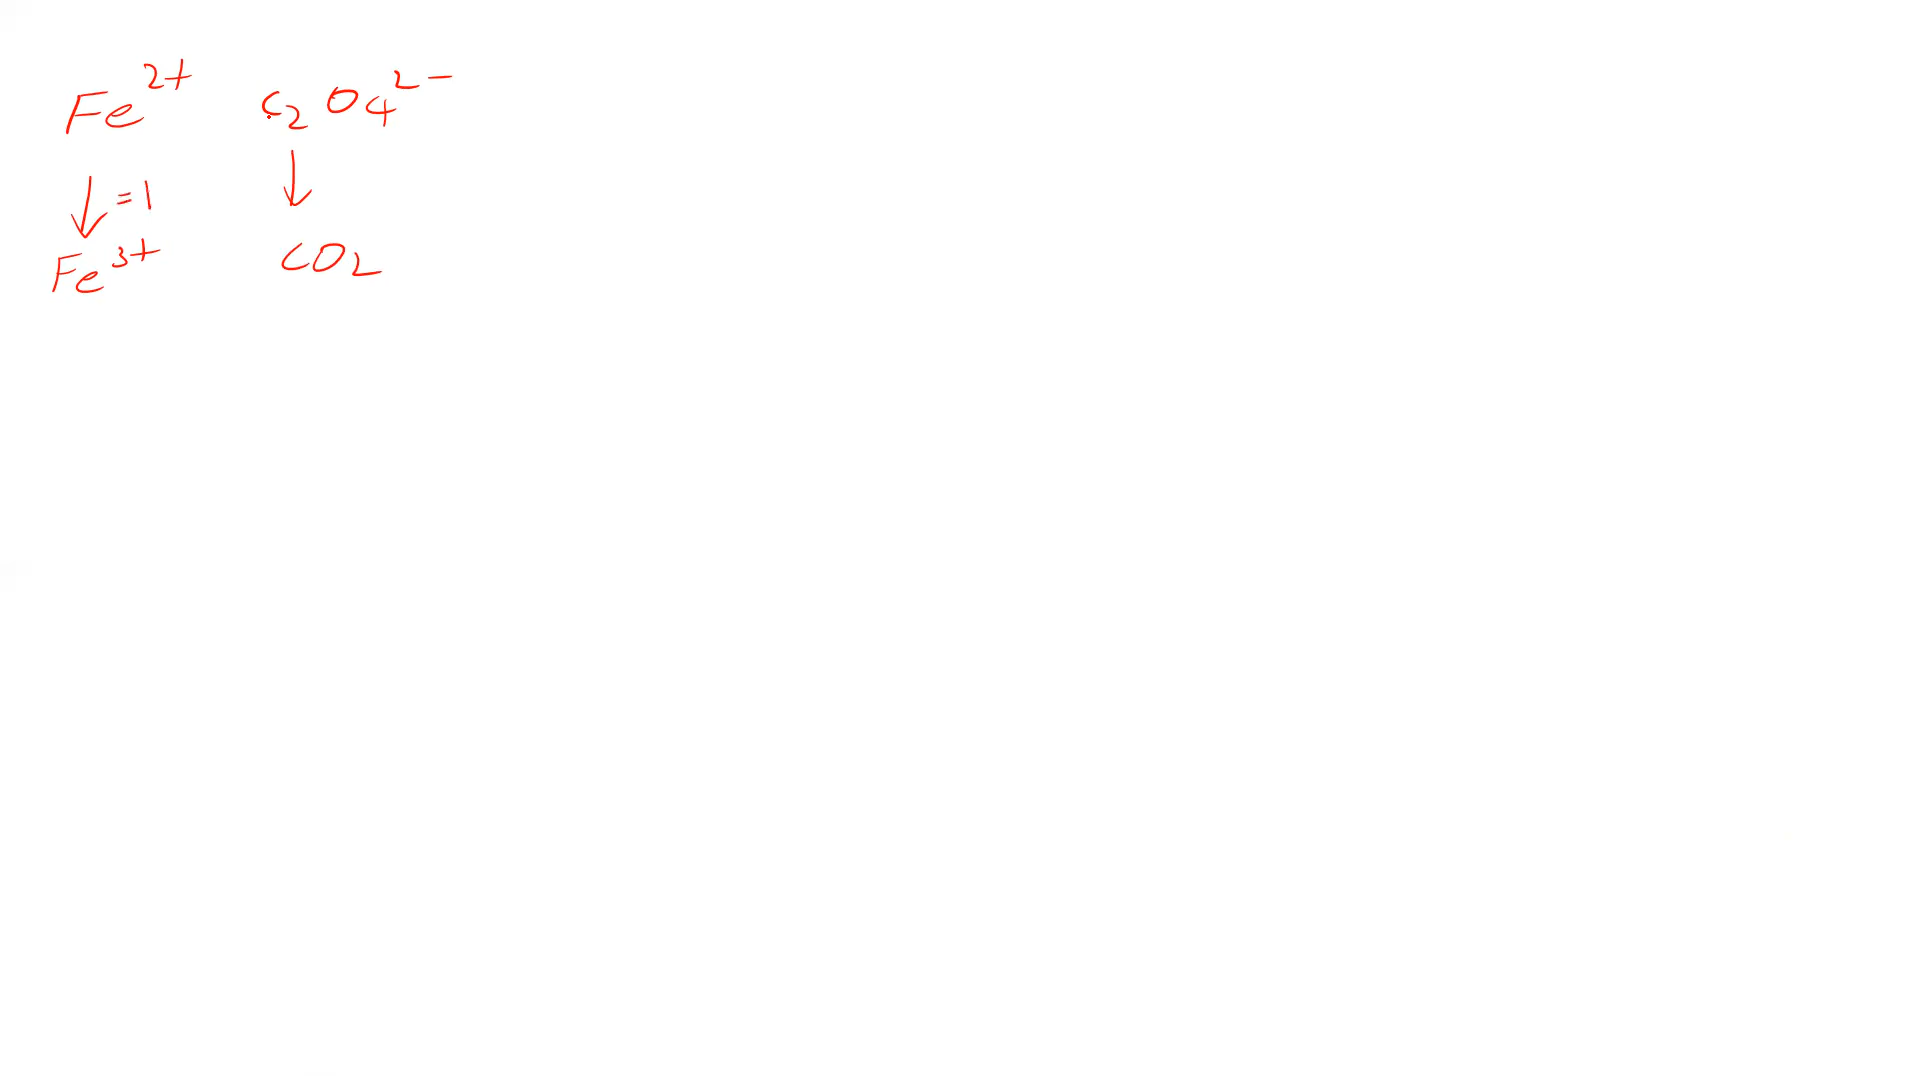 Fe²⁺ C₂O₄²⁻
↓ = 1 ↓
Fe³⁺ CO₂